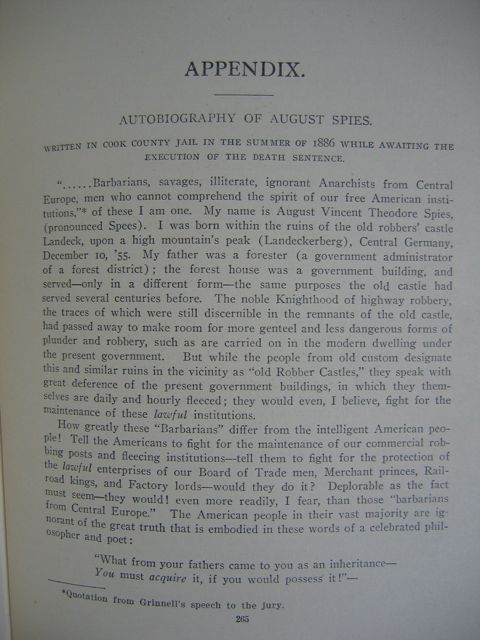 APPENDIX.
AUTOBIOGRAPHY OF AUGUST SPIES.
WRITTEN IN COOK COUNTY JAIL IN THE SUMMER OF 1886 WHILE AWAITING THE
EXECUTION OF THE DEATH SENTENCE.
“......Barbarians, savages, illiterate, ignorant Anarchists from Central
Europe, men who cannot comprehend the spirit of our free American insti-
tutions,”* of these I am one. My name is August Vincent Theodore Spies,
(pronounced Spees). I was born within the ruins of the old robbers' castle
Landeck, upon a high mountain's peak (Landeckerberg), Central Germany,
December 10, '55. My father was a forester (a government administrator
of a forest district); the forest house was a government building, and
served—only in a different form—the same purposes the old castle had
served several centuries before. The noble Knighthood of highway robbery,
the traces of which were still discernible in the remnants of the old castle,
had passed away to make room for more genteel and less dangerous forms of
plunder and robbery, such as are carried on in the modern dwelling under
the present government. But while the people from old custom designate
this and similar ruins in the vicinity as “old Robber Castles,” they speak with
great deference of the present government buildings, in which they them-
selves are daily and hourly fleeced; they would even, I believe, fight for the
maintenance of these lawful institutions.
How greatly these “Barbarians” differ from the intelligent American peo-
ple! Tell the Americans to fight for the maintenance of our commercial rob-
bing posts and fleecing institutions—tell them to fight for the protection of
the lawful enterprises of our Board of Trade men, Merchant princes, Rail-
road kings, and Factory lords—would they do it? Deplorable as the fact
must seem—they would! even more readily, I fear, than those “barbarians
from Central Europe.” The American people in their vast majority are ig-
norant of the great truth that is embodied in these words of a celebrated phil-
osopher and poet:
“What from your fathers came to you as an inheritance—
You must acquire it, if you would possess it!”—
*Quotation from Grinnell's speech to the jury.
265